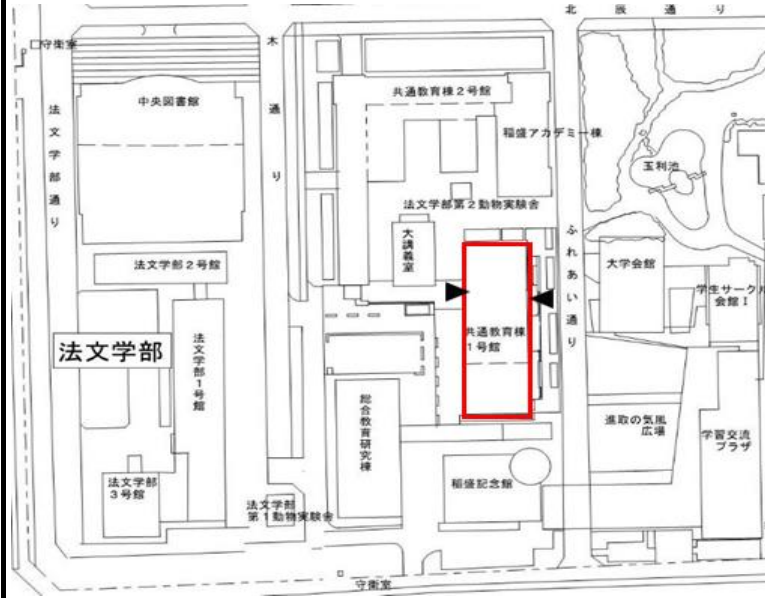 北辰通り
守衛室
中央図書館
木通り
法文学部通り
共通教育棟2号館
稲盛アカデミー棟
玉利池
法文学部第2動物実験舎
大講義室
ふれあい通り
大学会館
学生サークル
会館Ⅰ
法文学部2号館
法文学部
法文学部1号館
共通教育棟
1号館
総合教育研究棟
進取の気風
広場
学習交流
プラザ
法文学部
3号館
法文学部
第1動物実験舎
稲盛記念館
守衛室